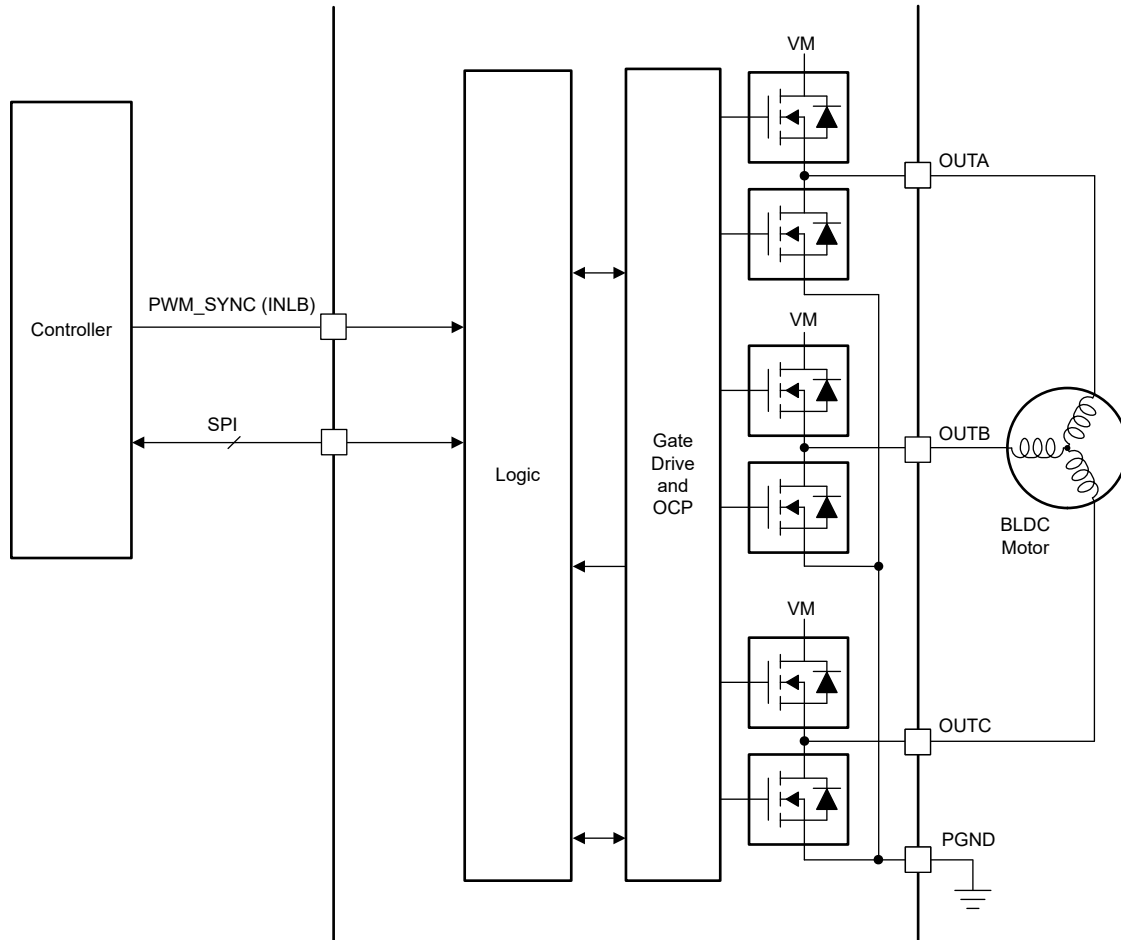 VM
OUTA
PWM_SYNC (INLB)
Controller
VM
SPI
OUTB
Logic
Gate
Drive
and
OCP
BLDC
Motor
VM
OUTC
PGND